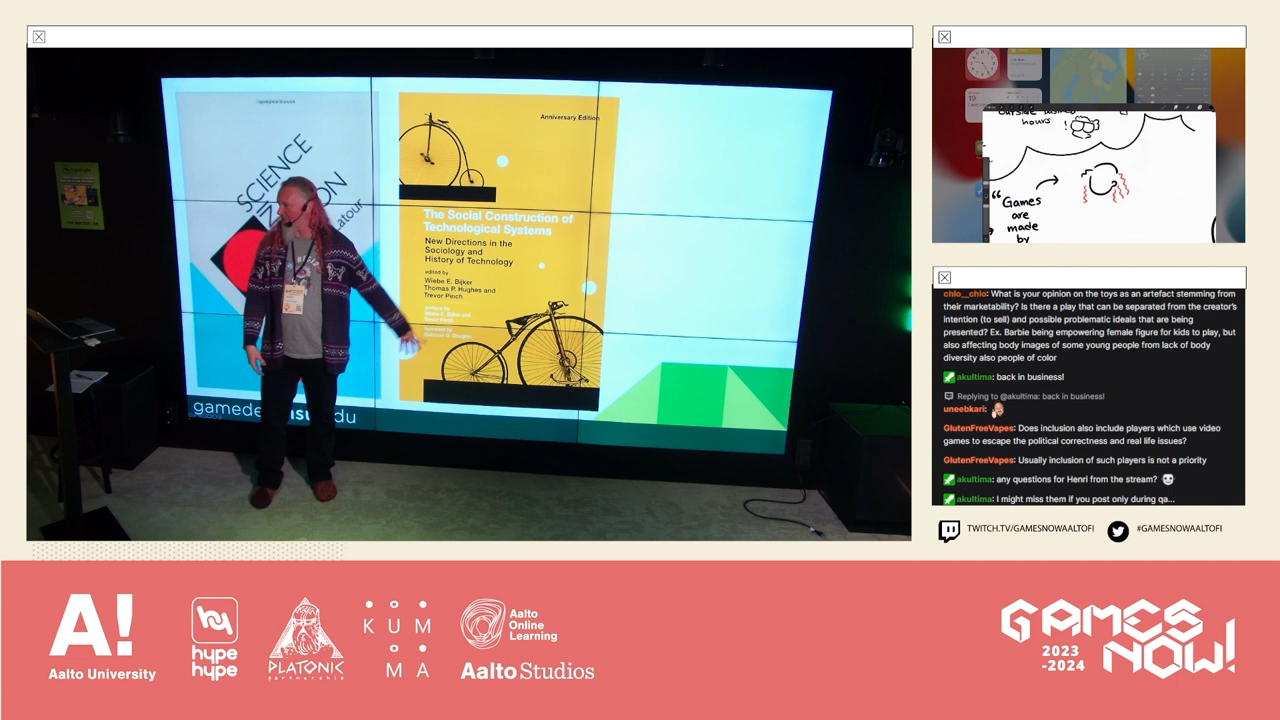 SCIENCE
Latour
Anniversary Edition
The Social Construction of
Technological Systems
New Directions in the
Sociology and
History of Technology
edited by
Wiebe E. Bijker
Thomas P. Hughes and
Trevor Pinch
hours
!
"Games
are
made
by
chlo__chlo: What is your opinion on the toys as an artefact stemming from
their marketability? Is there a play that can be separated from the creator's
intention (to sell) and possible problematic ideals that are being
presented? Ex. Barbie being empowering female figure for kids to play, but
also affecting body images of some young people from lack of body
diversity also people of color
akultima: back in business!
Replying to @akultima: back in business!
uneebkari:
GlutenFreeVapes: Does inclusion also include players which use video
games to escape the political correctness and real life issues?
GlutenFreeVapes: Usually inclusion of such players is not a priority
akultima: any questions for Henri from the stream?
akultima: I might miss them if you post only during qa...
TWITCH.TV/GAMESNOWAALTOFI
#GAMESNOWAALTOFI
A!
Aalto University
hype
hype
PLATONIC
partnership
KUM
MA
Aalto
Online
Learning
Aalto Studios
GAMES
NOW!
2023
-2024